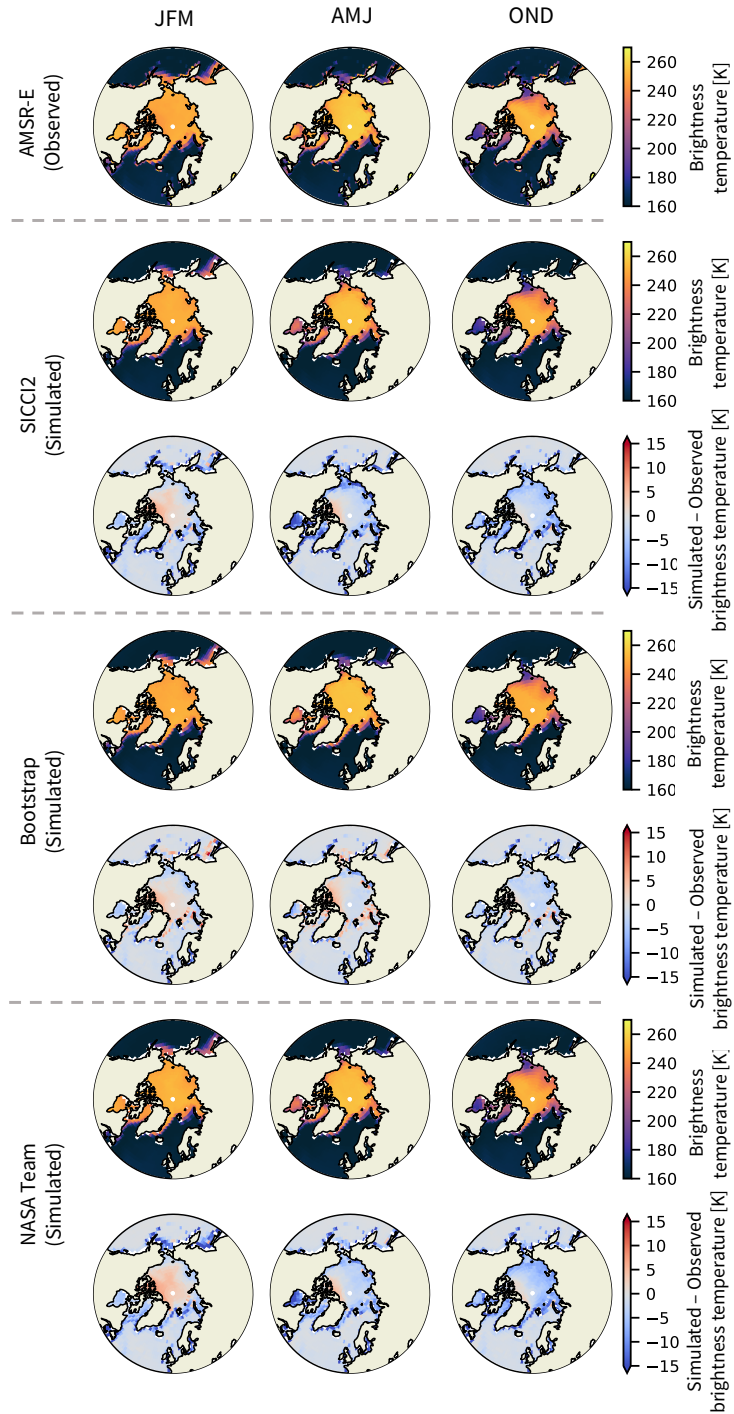 JFM AMJ OND
AMSR-E
(Observed)
260
240
220
200
180
160
Brightness
temperature [K]
SICCI2
(Simulated)
260
240
220
200
180
160
Brightness
temperature [K]
15
10
5
0
−5
−10
−15
Simulated − Observed
brightness temperature [K]
Bootstrap
(Simulated)
260
240
220
200
180
160
Brightness
temperature [K]
15
10
5
0
−5
−10
−15
Simulated − Observed
brightness temperature [K]
NASA Team
(Simulated)
260
240
220
200
180
160
Brightness
temperature [K]
15
10
5
0
−5
−10
−15
Simulated − Observed
brightness temperature [K]